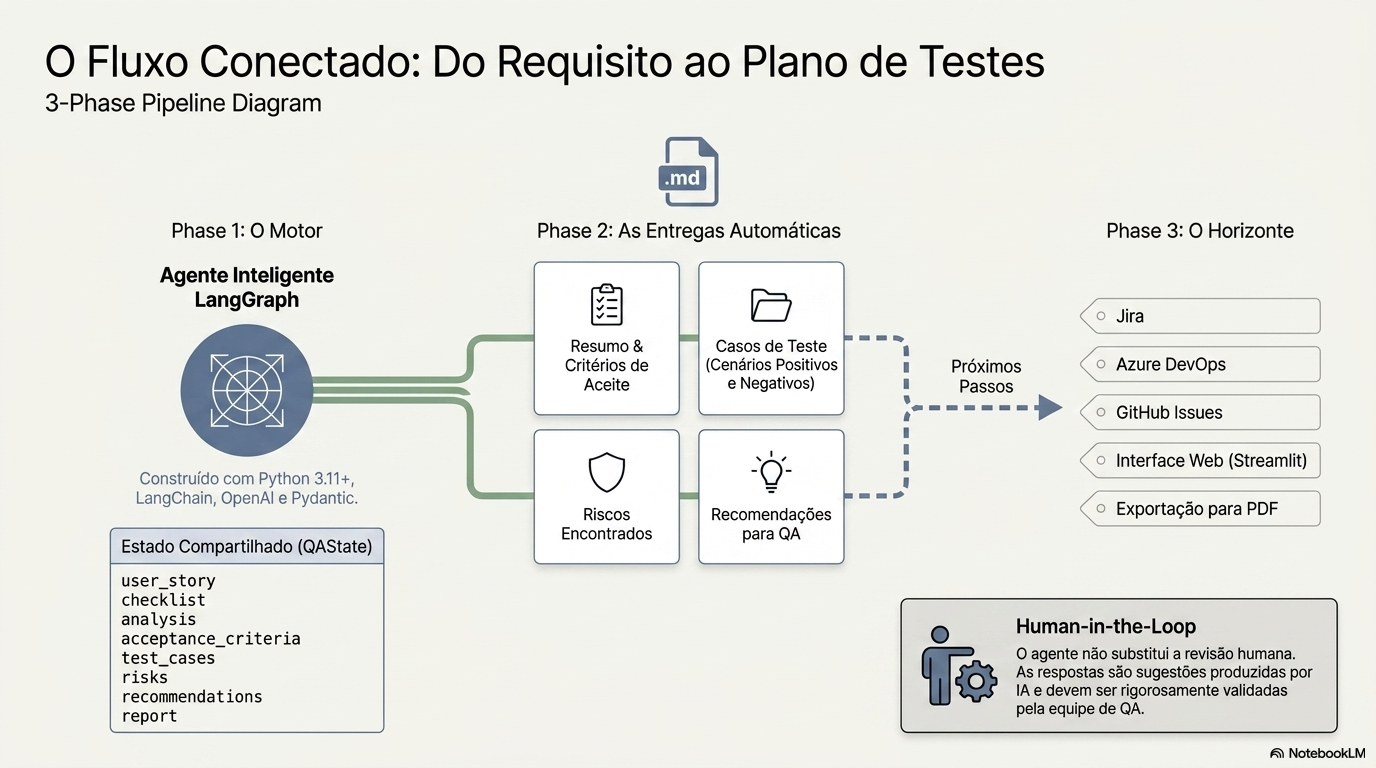 O Fluxo Conectado: Do Requisito ao Plano de Testes
3-Phase Pipeline Diagram
.md
Phase 1: O Motor
Agente Inteligente
LangGraph
Construído com Python 3.11+,
LangChain, OpenAI e Pydantic.
Estado Compartilhado (QAState)
user_story
checklist
analysis
acceptance_criteria
test_cases
risks
recommendations
report
Phase 2: As Entregas Automáticas
Resumo &
Critérios de
Aceite
Casos de Teste
(Cenários Positivos
e Negativos)
Riscos
Encontrados
Recomendações
para QA
Próximos
Passos
Phase 3: O Horizonte
Jira
Azure DevOps
GitHub Issues
Interface Web (Streamlit)
Exportação para PDF
Human-in-the-Loop
O agente não substitui a revisão humana.
As respostas são sugestões produzidas por
IA e devem ser rigorosamente validadas
pela equipe de QA.
NotebookLM